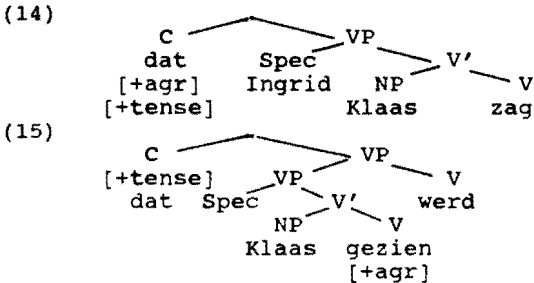 (14)
C VP
dat Spec V'
[+agr] Ingrid NP V
[+tense] Klaas zag
(15)
C VP
[+tense] VP V
dat Spec V' werd
NP V
Klaas gezien
[+agr]